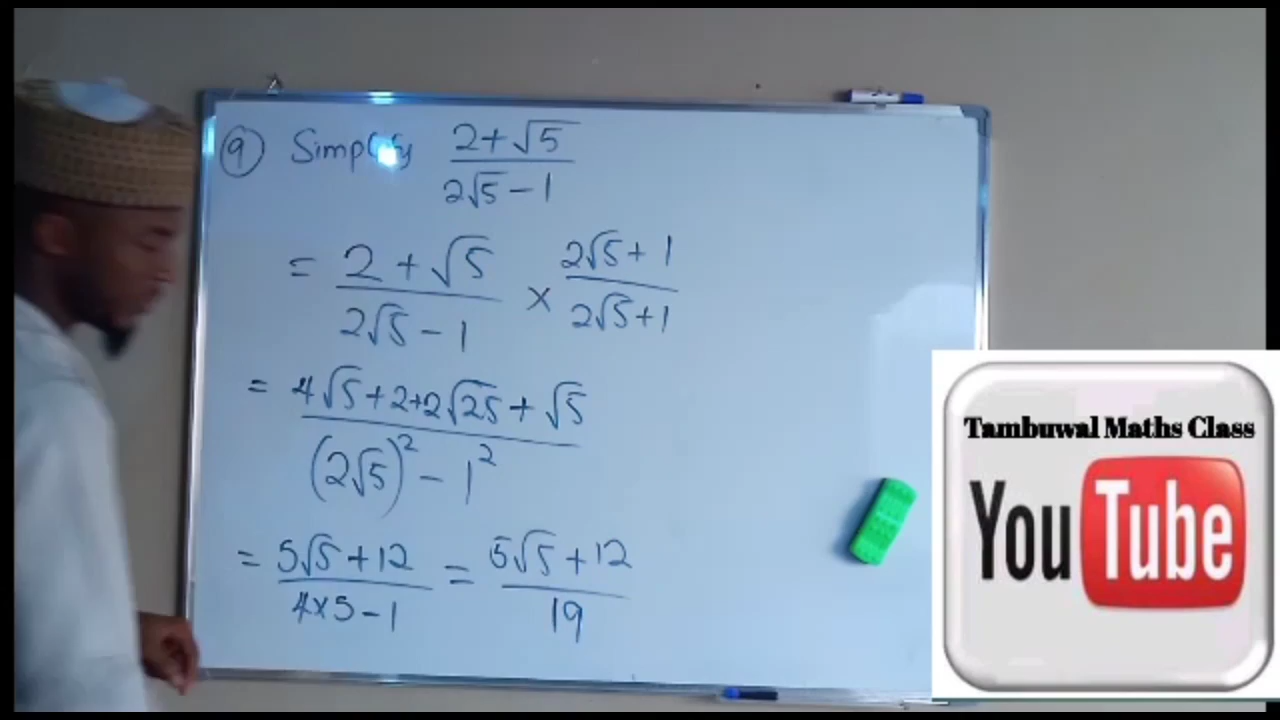 ⑨ Simplify (2+√5)/(2√5-1)
= (2+√5)/(2√5-1) × (2√5+1)/(2√5+1)
= (4√5+2+2√25+√5)/((2√5)²-1²)
= (5√5+12)/(4×5-1) = (5√5+12)/19
Tambuwal Maths Class
YouTube